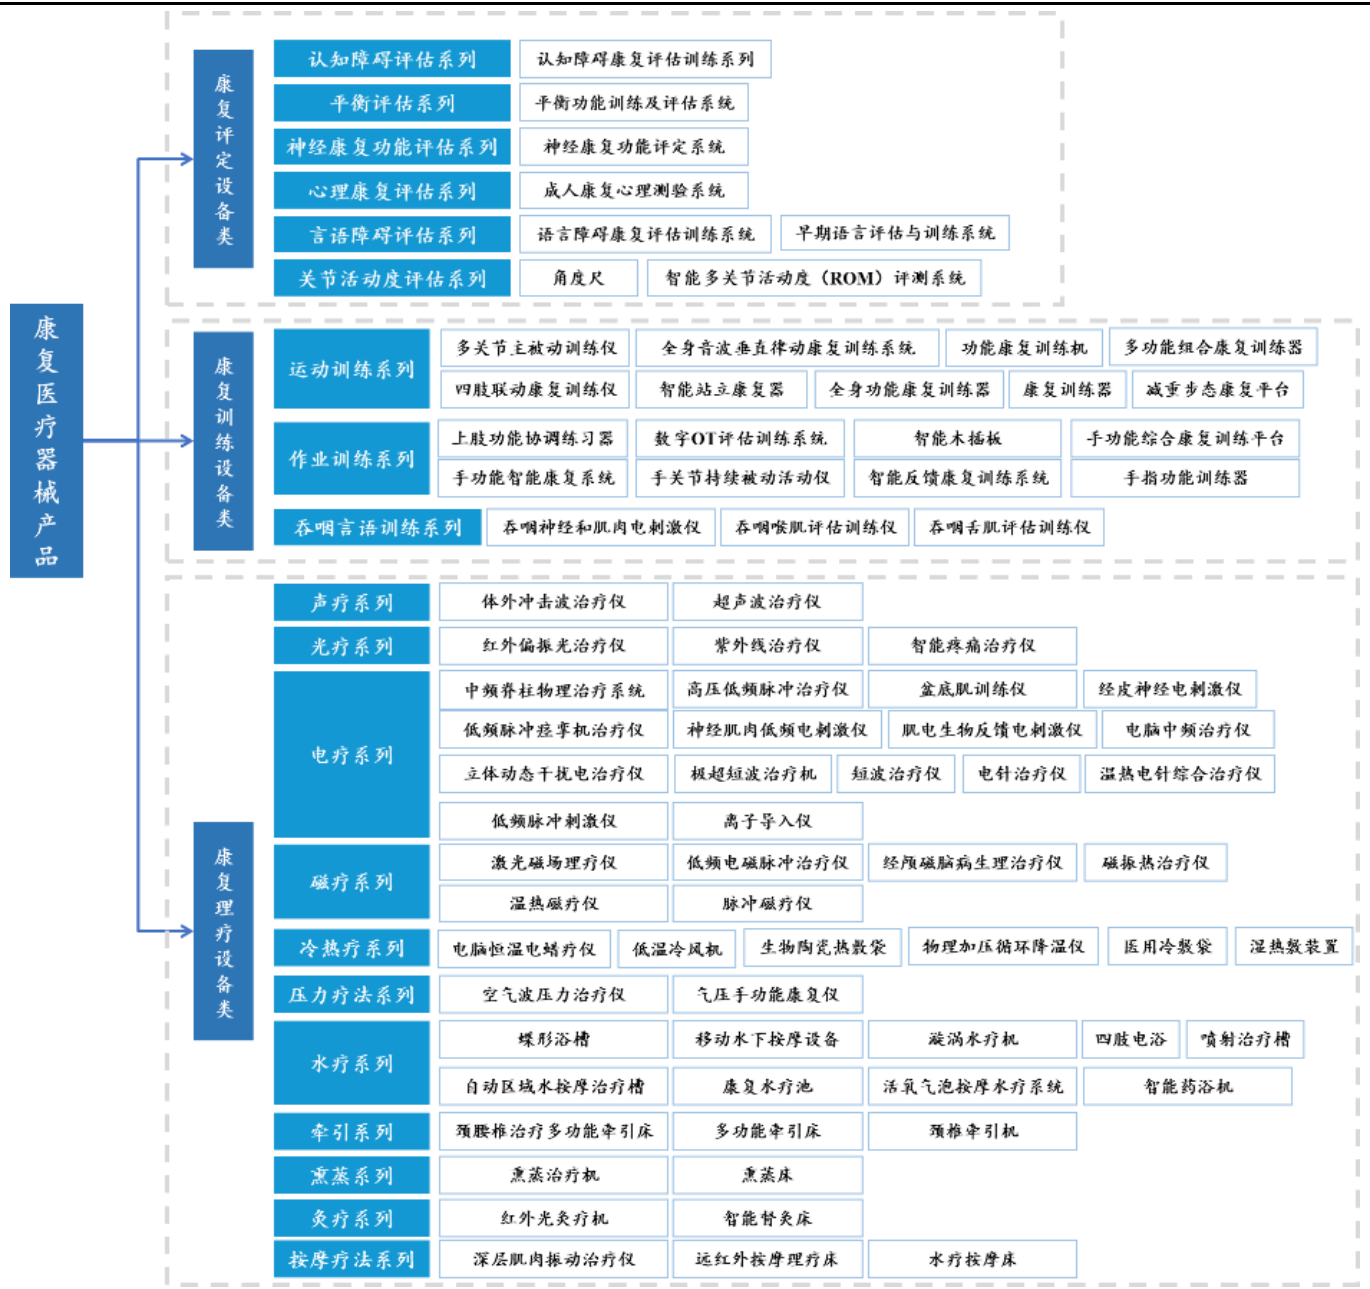 康复医疗器械产品
康复评定设备类
认知障碍评估系列 认知障碍康复评估训练系列
平衡评估系列 平衡功能训练及评估系统
神经康复功能评估系列 神经康复功能评定系统
心理康复评估系列 成人康复心理测验系统
言语障碍评估系列 语言障碍康复评估训练系统 早期语言评估与训练系统
关节活动度评估系列 角度尺 智能多关节活动度（ROM）评测系统
康复训练设备类
运动训练系列
多关节主被动训练仪 全身音波垂直律动康复训练系统 功能康复训练机 多功能组合康复训练器
四肢联动康复训练仪 智能站立康复器 全身功能康复训练器 康复训练器 减重步态康复平台
作业训练系列
上肢功能协调练习器 数字OT评估训练系统 智能木插板 手功能综合康复训练平台
手功能智能康复系统 手关节持续被动活动仪 智能反馈康复训练系统 手指功能训练器
吞咽言语训练系列 吞咽神经和肌肉电刺激仪 吞咽喉肌评估训练仪 吞咽舌肌评估训练仪
康复理疗设备类
声疗系列 体外冲击波治疗仪 超声波治疗仪
光疗系列 红外偏振光治疗仪 紫外线治疗仪 智能疼痛治疗仪
电疗系列
中频脊柱物理治疗系统 高压低频脉冲治疗仪 盆底肌训练仪 经皮神经电刺激仪
低频脉冲痉挛机治疗仪 神经肌肉低频电刺激仪 肌电生物反馈电刺激仪 电脑中频治疗仪
立体动态干扰电治疗仪 极超短波治疗机 短波治疗仪 电针治疗仪 温热电针综合治疗仪
低频脉冲刺激仪 离子导入仪
磁疗系列
激光磁场理疗仪 低频电磁脉冲治疗仪 经颅磁脑病生理治疗仪 磁振热治疗仪
温热磁疗仪 脉冲磁疗仪
冷热疗系列 电脑恒温电蜡疗仪 低温冷风机 生物陶瓷热敷袋 物理加压循环降温仪 医用冷敷袋 湿热敷装置
压力疗法系列 空气波压力治疗仪 气压手功能康复仪
水疗系列
蝶形浴槽 移动水下按摩设备 漩涡水疗机 四肢电浴 喷射治疗槽
自动区域水按摩治疗槽 康复水疗池 活氧气泡按摩水疗系统 智能药浴机
牵引系列 颈腰椎治疗多功能牵引床 多功能牵引床 颈椎牵引机
熏蒸系列 熏蒸治疗机 熏蒸床
灸疗系列 红外光灸疗机 智能督灸床
按摩疗法系列 深层肌肉振动治疗仪 远红外按摩理疗床 水疗按摩床